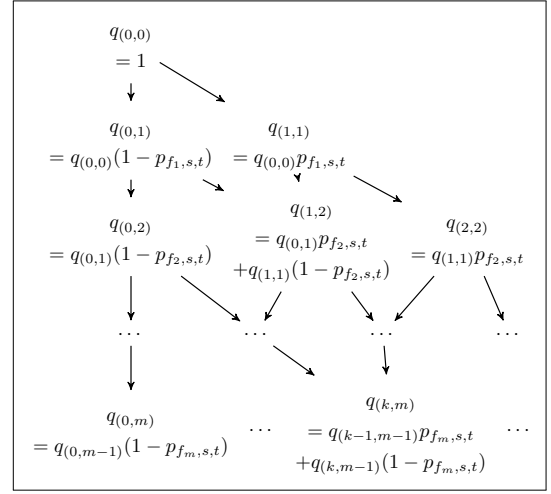 q_{(0,0)}
= 1
q_{(0,1)}
= q_{(0,0)}(1 − p_{f_1,s,t})
q_{(1,1)}
= q_{(0,0)}p_{f_1,s,t}
q_{(0,2)}
= q_{(0,1)}(1 − p_{f_2,s,t})
q_{(1,2)}
= q_{(0,1)}p_{f_2,s,t}
+q_{(1,1)}(1 − p_{f_2,s,t})
q_{(2,2)}
= q_{(1,1)}p_{f_2,s,t}
··· ··· ··· ···
q_{(0,m)}
= q_{(0,m−1)}(1 − p_{f_m,s,t})
···
q_{(k,m)}
= q_{(k−1,m−1)}p_{f_m,s,t}
+q_{(k,m−1)}(1 − p_{f_m,s,t})
···